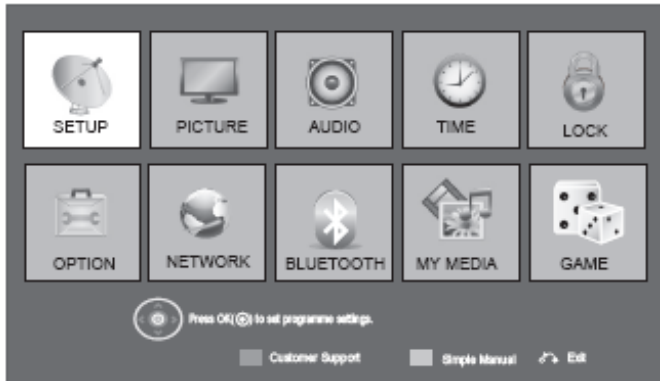 SETUP PICTURE AUDIO TIME LOCK
OPTION NETWORK BLUETOOTH MY MEDIA GAME
Press OK(⊙) to set programme settings.
Customer Support Simple Manual Exit